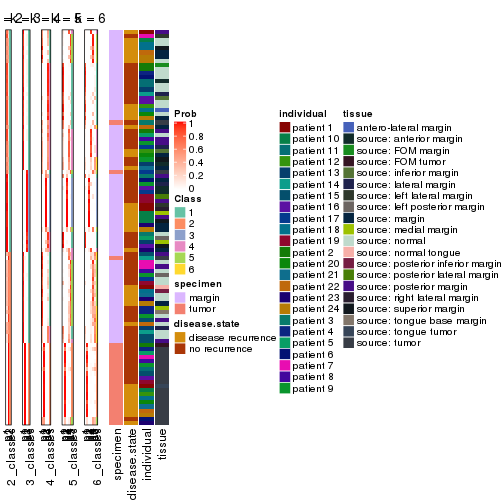 = 2 = 3 = 4 = 5 k = 6
Prob
1
0.8
0.6
0.4
0.2
0
Class
1
2
3
4
5
6
specimen
margin
tumor
disease.state
disease recurrence
no recurrence
individual
patient 1
patient 10
patient 11
patient 12
patient 13
patient 14
patient 15
patient 16
patient 17
patient 18
patient 19
patient 2
patient 20
patient 21
patient 22
patient 23
patient 24
patient 3
patient 4
patient 5
patient 6
patient 7
patient 8
patient 9
tissue
antero-lateral margin
source: anterior margin
source: FOM margin
source: FOM tumor
source: inferior margin
source: lateral margin
source: left lateral margin
source: left posterior margin
source: margin
source: medial margin
source: normal
source: normal tongue
source: posterior inferior margin
source: posterior lateral margin
source: posterior margin
source: right lateral margin
source: superior margin
source: tongue base margin
source: tongue tumor
source: tumor
2_classes
3_classes
4_classes
5_classes
6_classes
specimen
disease.state
individual
tissue